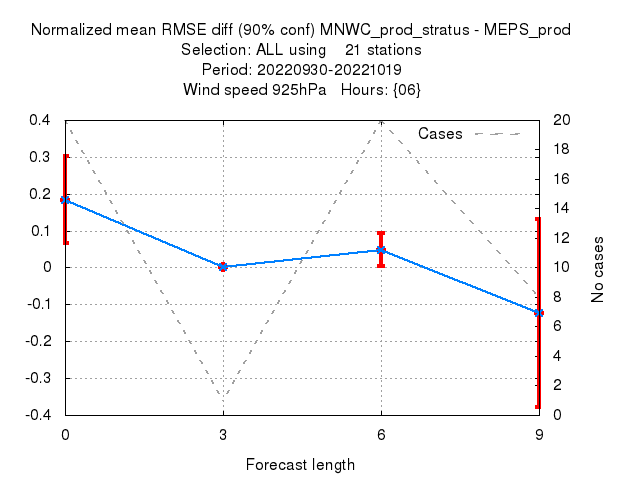 Normalized mean RMSE diff (90% conf) MNWC_prod_stratus - MEPS_prod
Selection: ALL using 21 stations
Period: 20220930-20221019
Wind speed 925hPa Hours: {06}
Cases
0.4
0.3
0.2
0.1
0
-0.1
-0.2
-0.3
-0.4
20
18
16
14
12
10
8
6
4
2
0
No cases
0 3 6 9
Forecast length